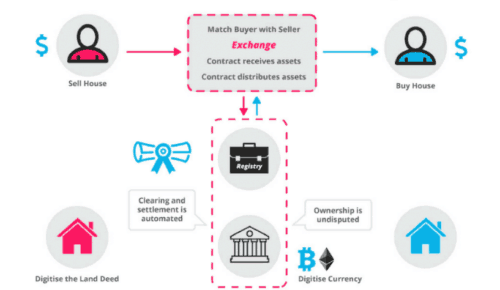 Match Buyer with Seller
Exchange
Contract receives assets
Contract distributes assets
$
$
Sell House
Buy House
Registry
Clearing and
settlement is
automated
Ownership is
undisputed
Digitise the Land Deed
Digitise Currency